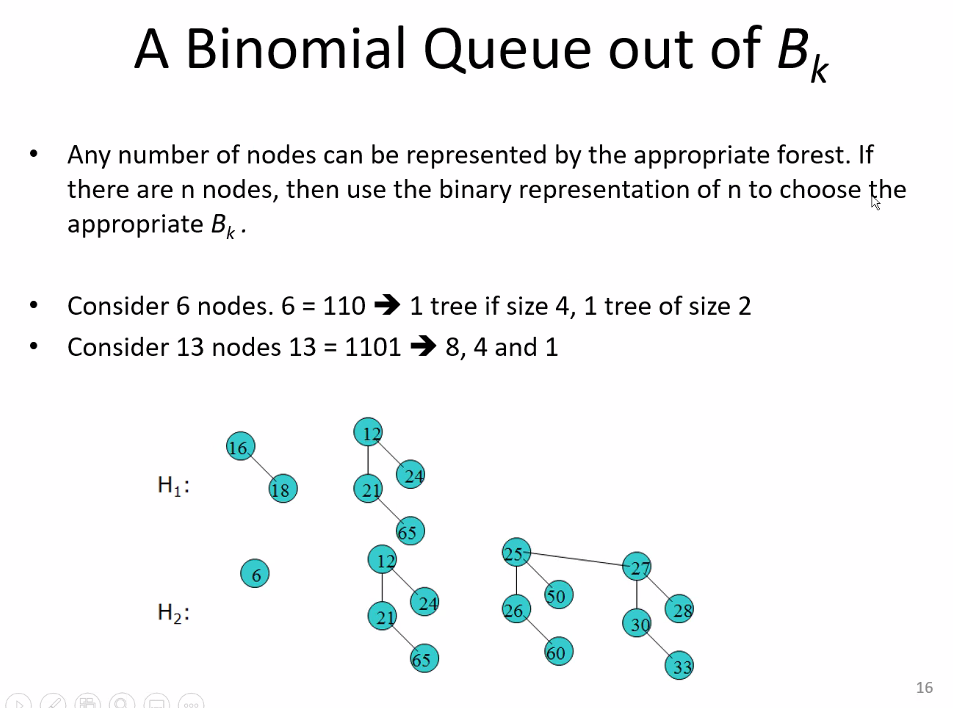 A Binomial Queue out of Bk
• Any number of nodes can be represented by the appropriate forest. If
there are n nodes, then use the binary representation of n to choose the
appropriate Bk .
• Consider 6 nodes. 6 = 110 🡺 1 tree if size 4, 1 tree of size 2
• Consider 13 nodes 13 = 1101 🡺 8, 4 and 1
H1:
16
18
12
21
24
65
H2:
6
12
21
24
65
25
26
50
60
27
30
28
33
16